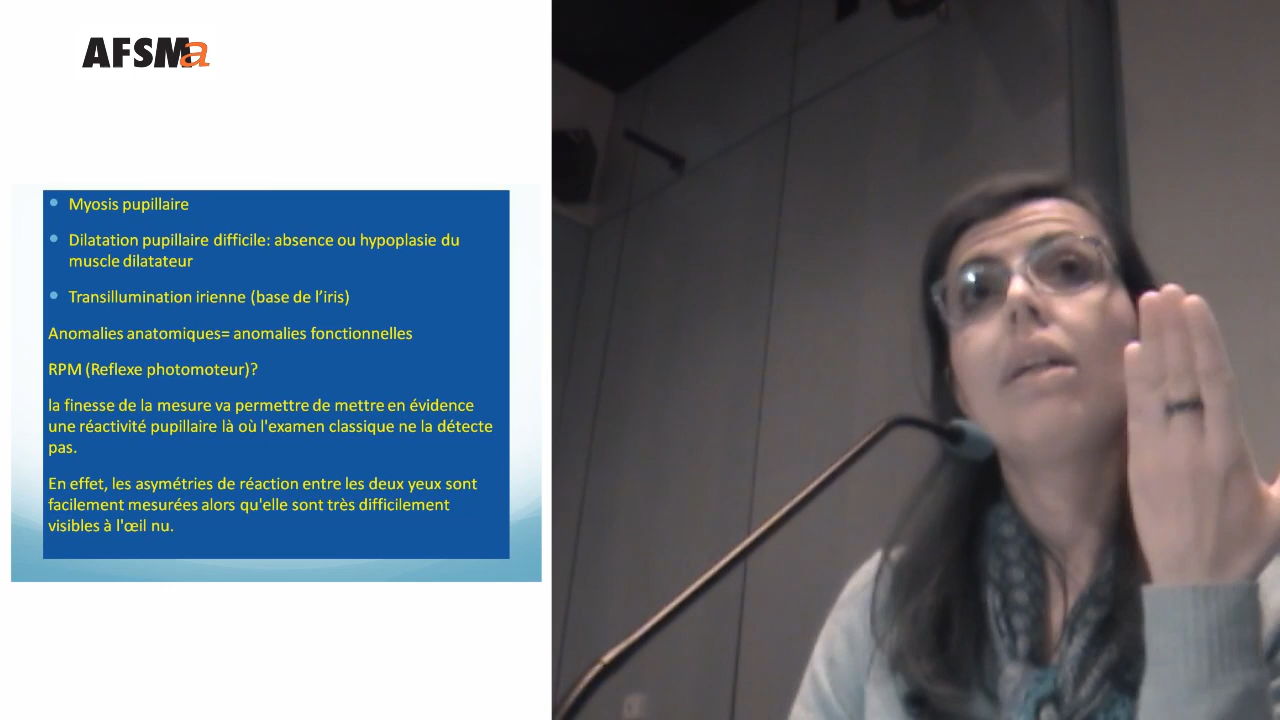 AFSMa
Myosis pupillaire
Dilatation pupillaire difficile: absence ou hypoplasie du
muscle dilatateur
Transillumination irienne (base de l'iris)
Anomalies anatomiques= anomalies fonctionnelles
RPM (Reflexe photomoteur)?
la finesse de la mesure va permettre de mettre en évidence
une réactivité pupillaire là où l'examen classique ne la détecte
pas.
En effet, les asymétries de réaction entre les deux yeux sont
facilement mesurées alors qu'elle sont très difficilement
visibles à l'œil nu.